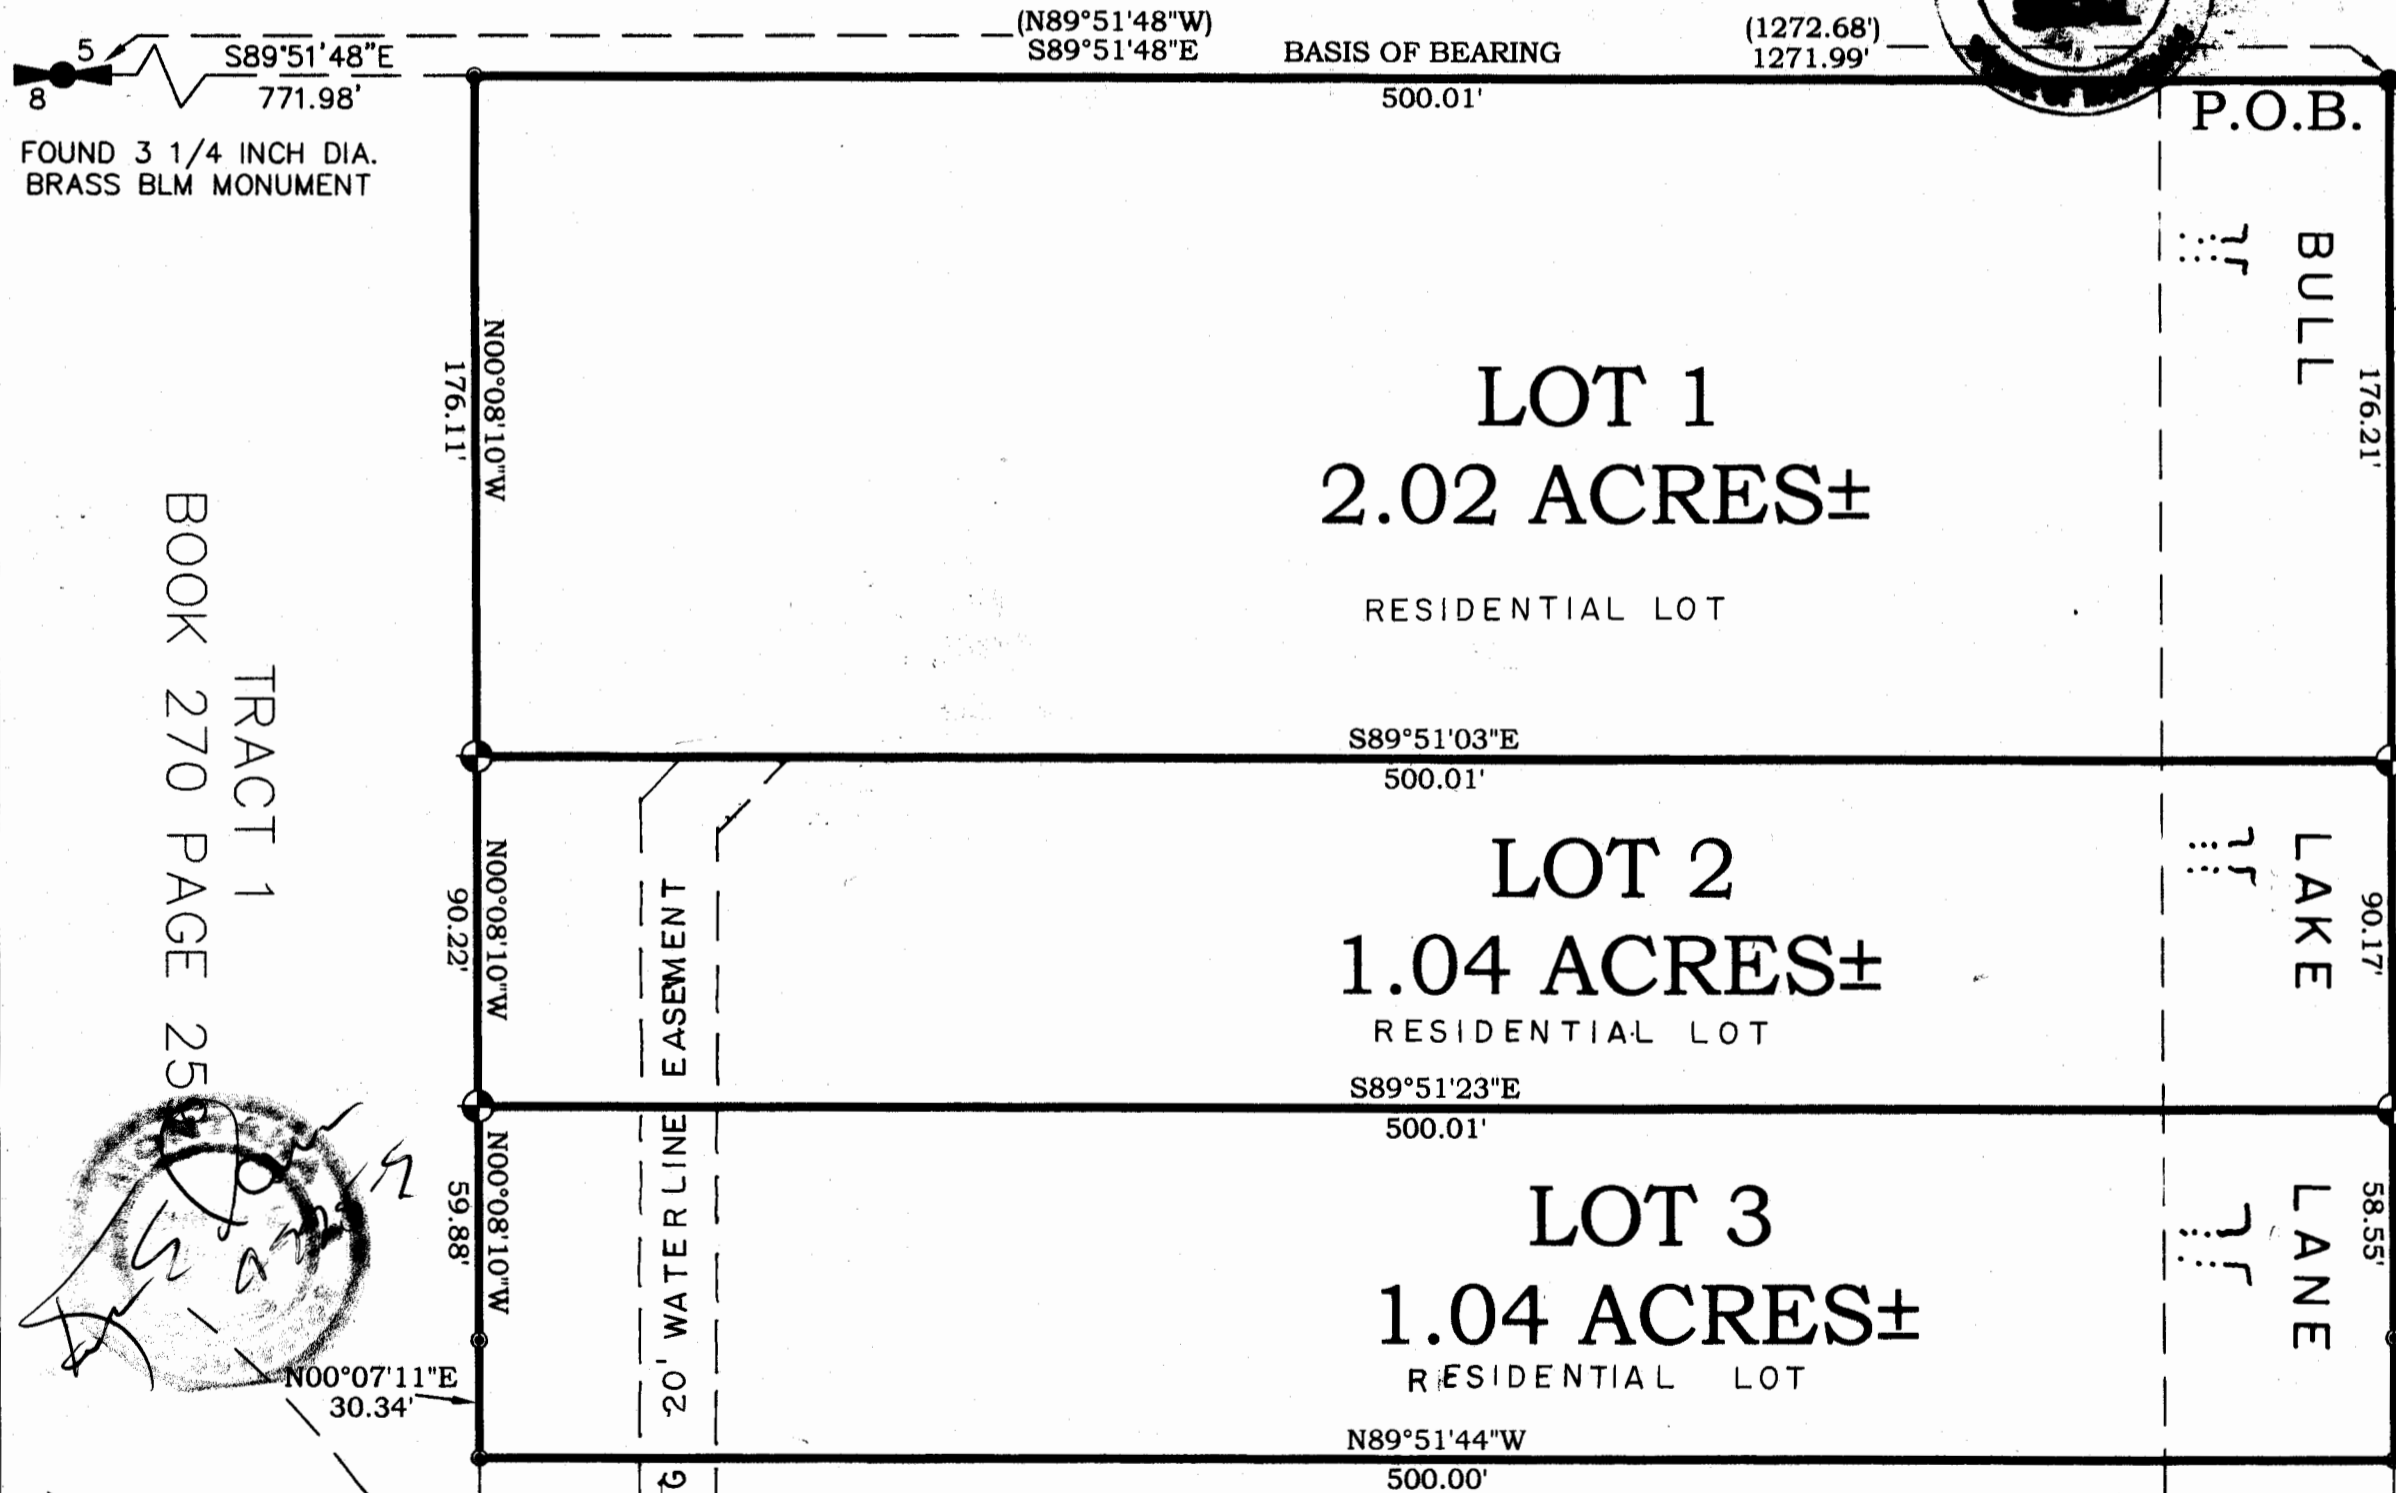 (N89°51'48"W)
(1272.68')
5
S89°51'48"E
S89°51'48"E
BASIS OF BEARING
1271.99'
8
771.98'
500.01'
P.O.B.
FOUND 3 1/4 INCH DIA.
BRASS BLM MONUMENT
N00°08'10"W
176.11'
LOT 1
2.02 ACRES±
RESIDENTIAL LOT
176.21'
BULL
LAKE
LANE
TRACT 1
BOOK 270 PAGE 25
S89°51'03"E
500.01'
N00°08'10"W
90.22'
LOT 2
1.04 ACRES±
RESIDENTIAL LOT
90.17'
20' WATER LINE EASEMENT
S89°51'23"E
500.01'
N00°08'10"W
59.88'
LOT 3
1.04 ACRES±
RESIDENTIAL LOT
58.55'
N00°07'11"E
30.34'
N89°51'44"W
500.00'